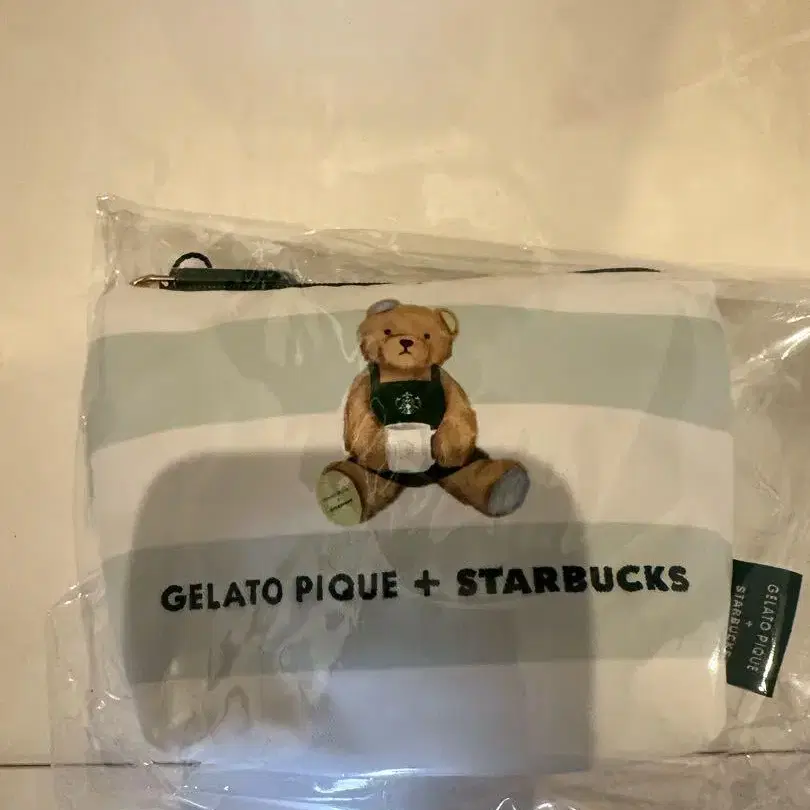 GELATO PIQUE + STARBUCKS
GELATO PIQUE
+
STARBUCKS